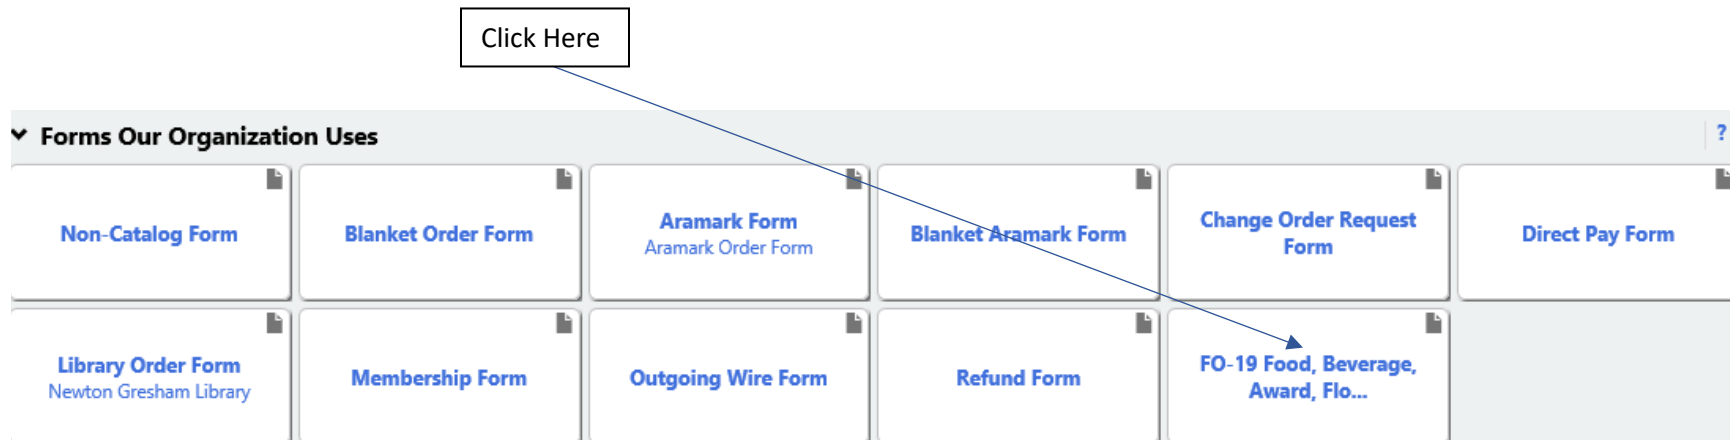 Click Here
Forms Our Organization Uses
?
Non-Catalog Form
Blanket Order Form
Aramark Form
Aramark Order Form
Blanket Aramark Form
Change Order Request
Form
Direct Pay Form
Library Order Form
Newton Gresham Library
Membership Form
Outgoing Wire Form
Refund Form
FO-19 Food, Beverage,
Award, Flo...